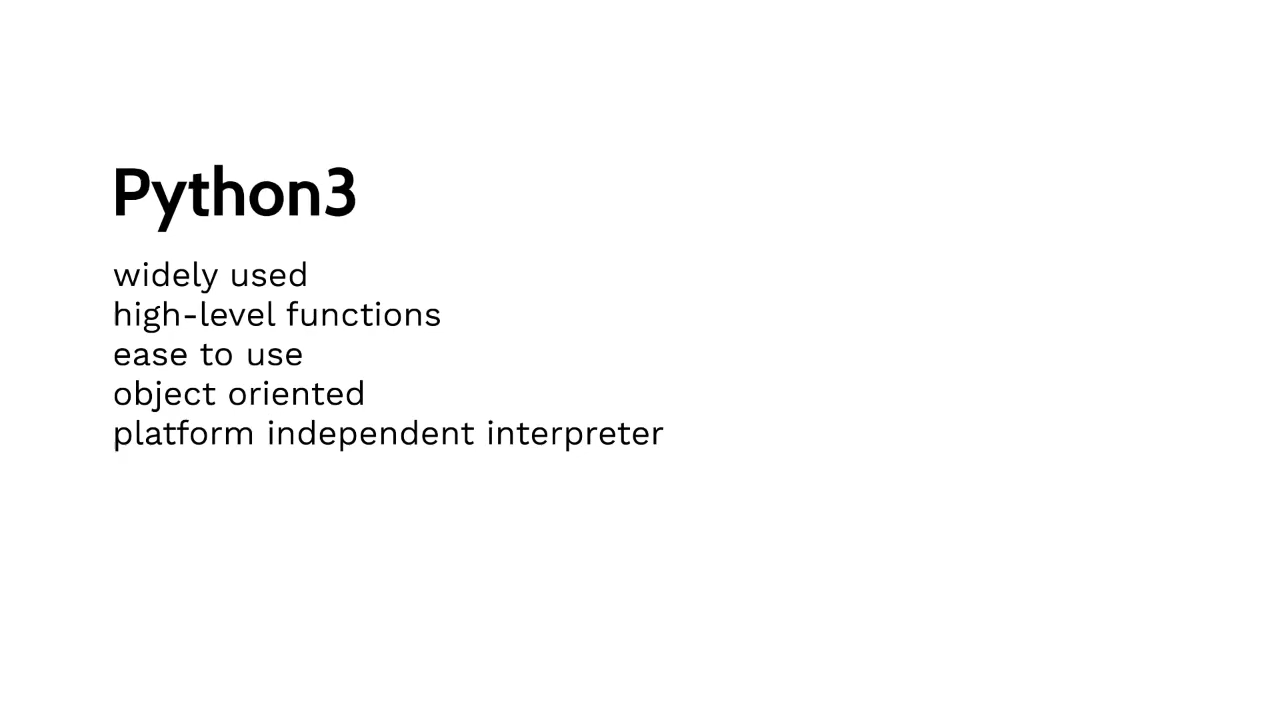 Python3
widely used
high-level functions
ease to use
object oriented
platform independent interpreter